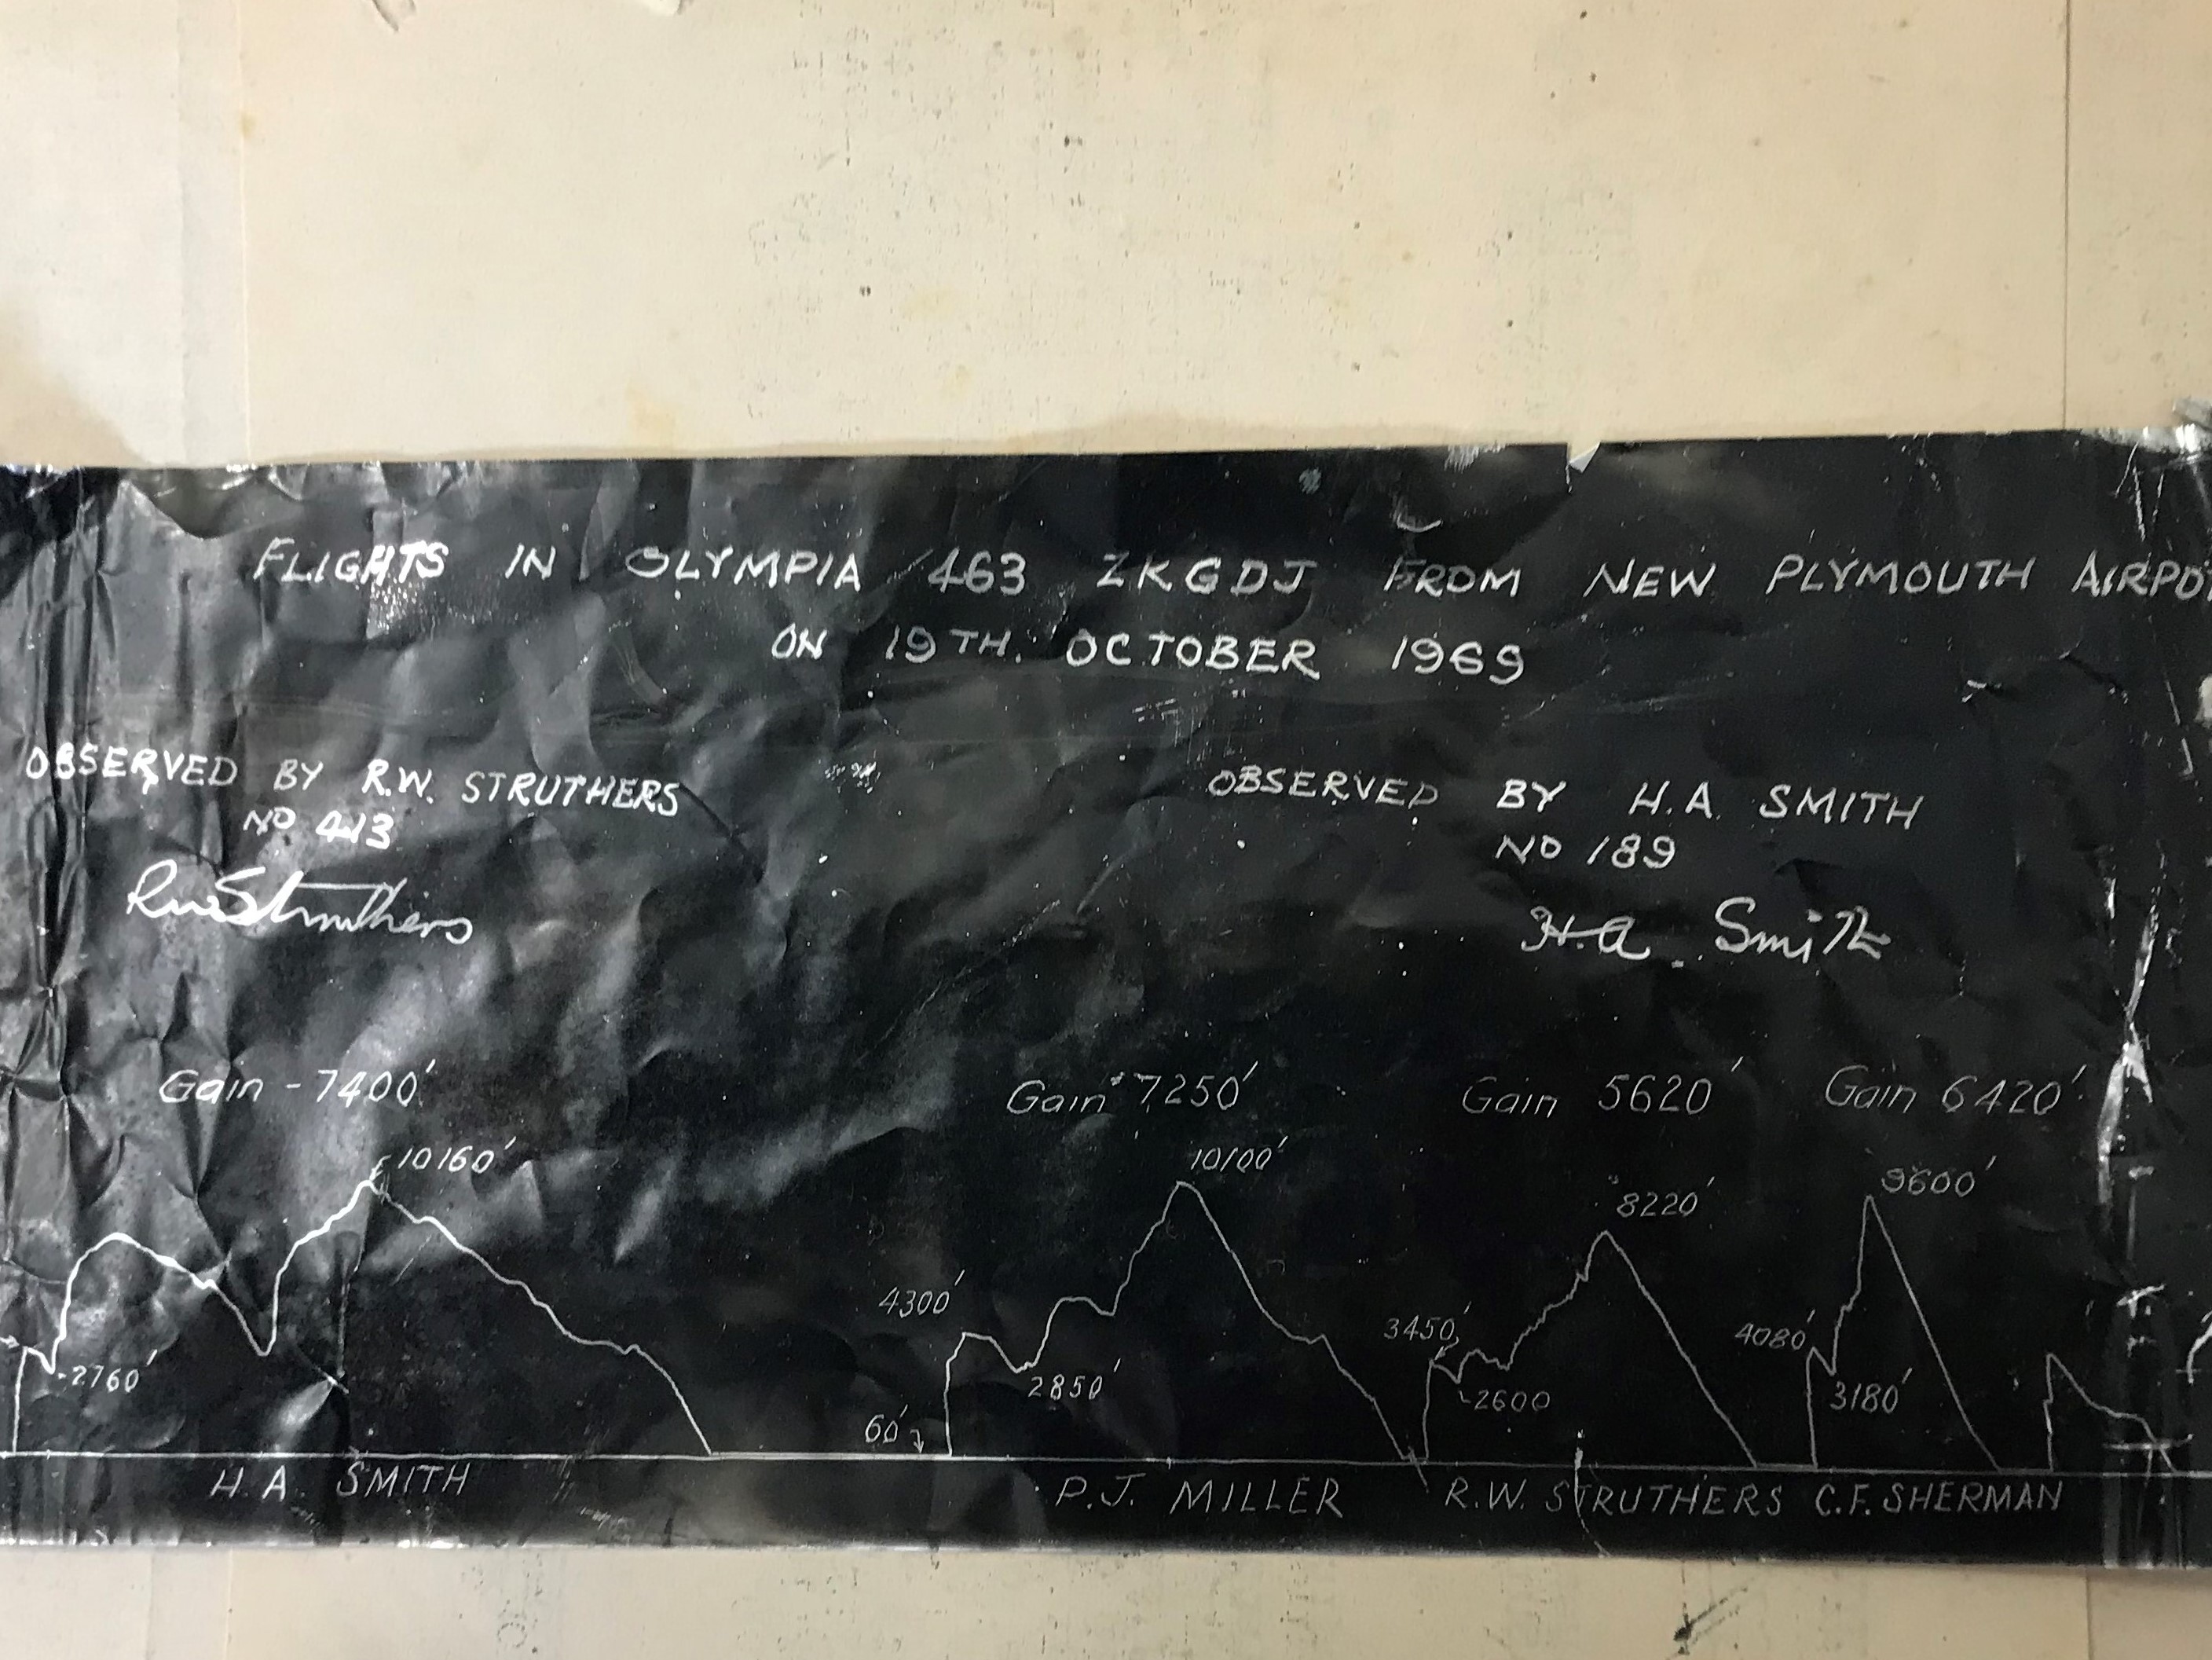 FLIGHTS IN OLYMPIA 463 ZKGDJ FROM NEW PLYMOUTH AIRPO
ON 19TH. OCTOBER 1969
OBSERVED BY R.W. STRUTHERS
NO 413
RwStruthers
OBSERVED BY H.A. SMITH
NO 189
H.A. Smith
Gain - 7400'
Gain 7250'
Gain 5620'
Gain 6420'
10160'
10100'
8220'
9600'
4300'
3450'
4080'
2760'
2850'
2600
3180'
60'
H.A. SMITH
P.J. MILLER
R.W. STRUTHERS
C.F. SHERMAN